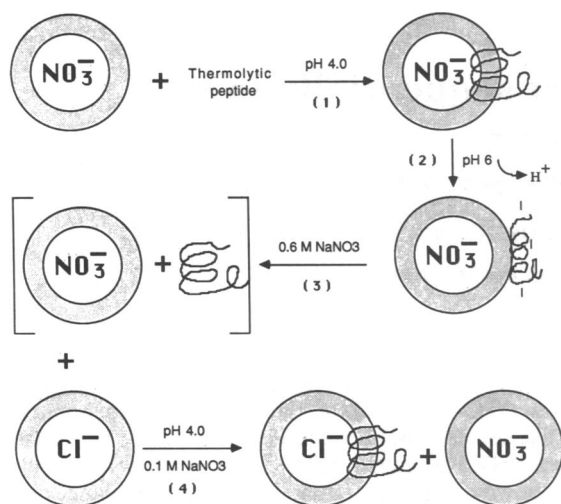 NO3⁻ + Thermolytic peptide pH 4.0 (1) NO3⁻
(2) pH 6 H⁺
NO3⁻ + 0.6 M NaNO3 (3) NO3⁻
+
Cl⁻ pH 4.0 0.1 M NaNO3 (4) Cl⁻ + NO3⁻